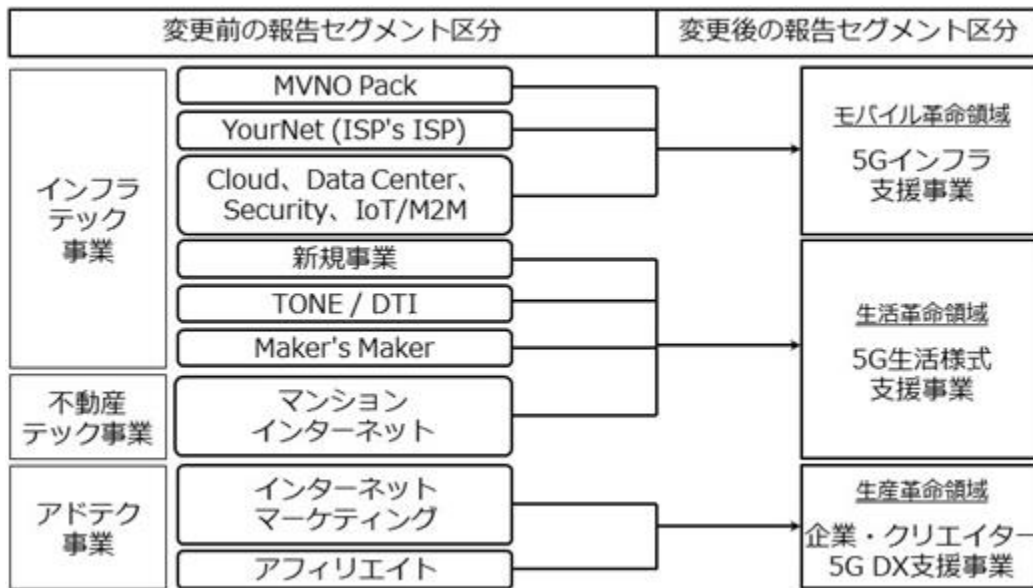 変更前の報告セグメント区分
変更後の報告セグメント区分
インフラ
テック
事業
MVNO Pack
YourNet (ISP's ISP)
Cloud、Data Center、
Security、IoT/M2M
新規事業
TONE / DTI
Maker's Maker
不動産
テック事業
マンション
インターネット
アドテク
事業
インターネット
マーケティング
アフィリエイト
モバイル革命領域
5Gインフラ
支援事業
生活革命領域
5G生活様式
支援事業
生産革命領域
企業・クリエイター
5G DX支援事業